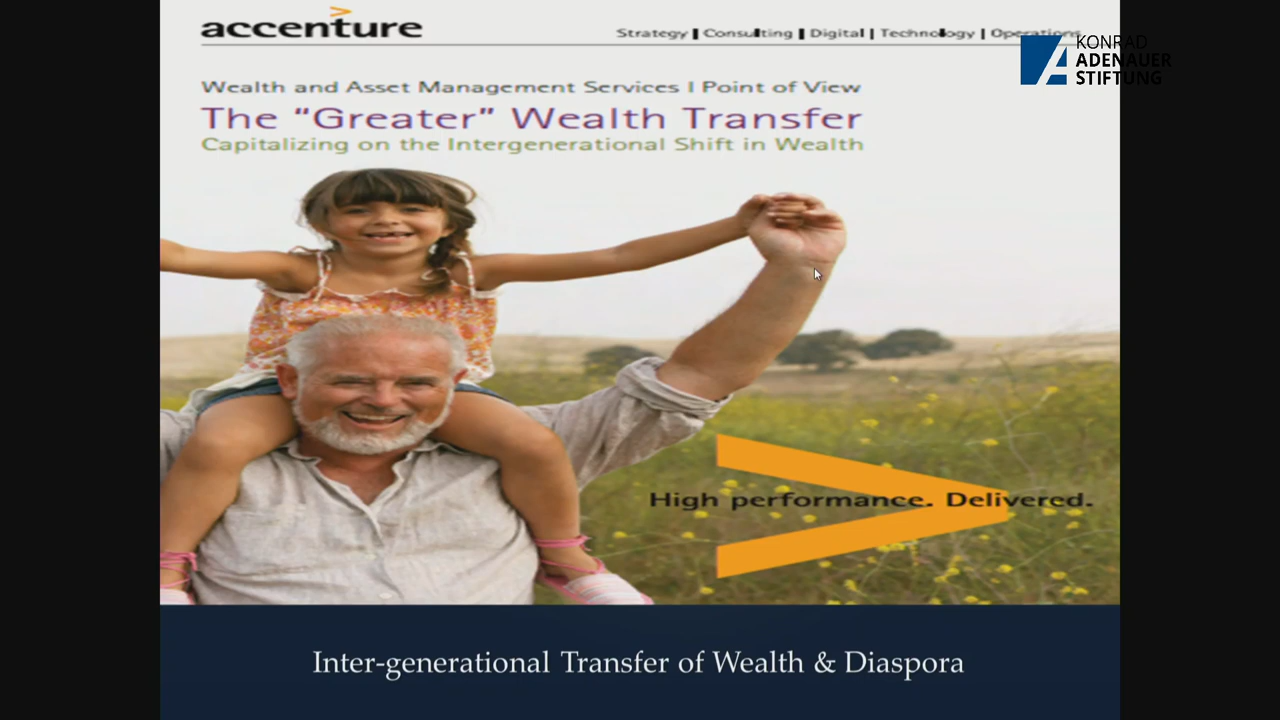 accenture
Strategy | Consulting | Digital | Technology | Operations
KONRAD
ADENAUER
STIFTUNG
Wealth and Asset Management Services | Point of View
The “Greater” Wealth Transfer
Capitalizing on the Intergenerational Shift in Wealth
High performance. Delivered.
Inter-generational Transfer of Wealth & Diaspora